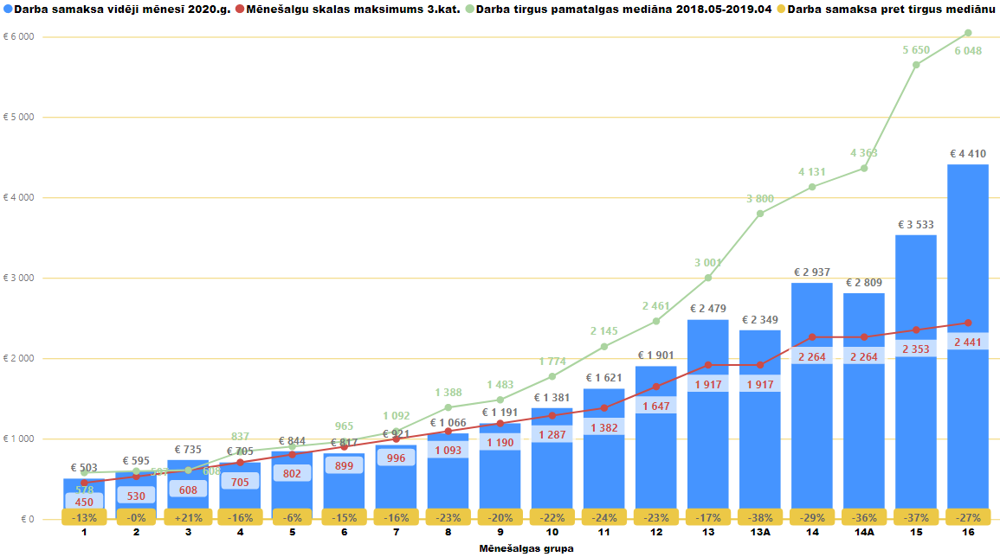 Darba samaksa vidēji mēnesī 2020.g. Mēnešalgu skalas maksimums 3.kat. Darba tirgus pamatalgas mediāna 2018.05-2019.04 Darba samaksa pret tirgus mediānu
€ 6 000
5 650
6 048
€ 5 000
4 363
€ 4 410
4 131
€ 4 000
3 800
€ 3 533
3 001
€ 3 000
€ 2 937
€ 2 809
2 461
€ 2 479
€ 2 349
2 145
€ 2 000
2 264
2 264
2 353
2 441
1 774
€ 1 901
1 917
1 917
1 483
€ 1 621
1 388
€ 1 381
1 647
1 092
€ 1 191
1 382
965
€ 1 066
1 287
€ 1 000
837
€ 844
€ 817
€ 921
1 190
€ 735
€ 705
1 093
€ 503
€ 595
996
597
608
802
899
578
705
450
530
608
€ 0
-13% -0% +21% -16% -6% -15% -16% -23% -20% -22% -24% -23% -17% -38% -29% -36% -37% -27%
1 2 3 4 5 6 7 8 9 10 11 12 13 13A 14 14A 15 16
Mēnešalgas grupa